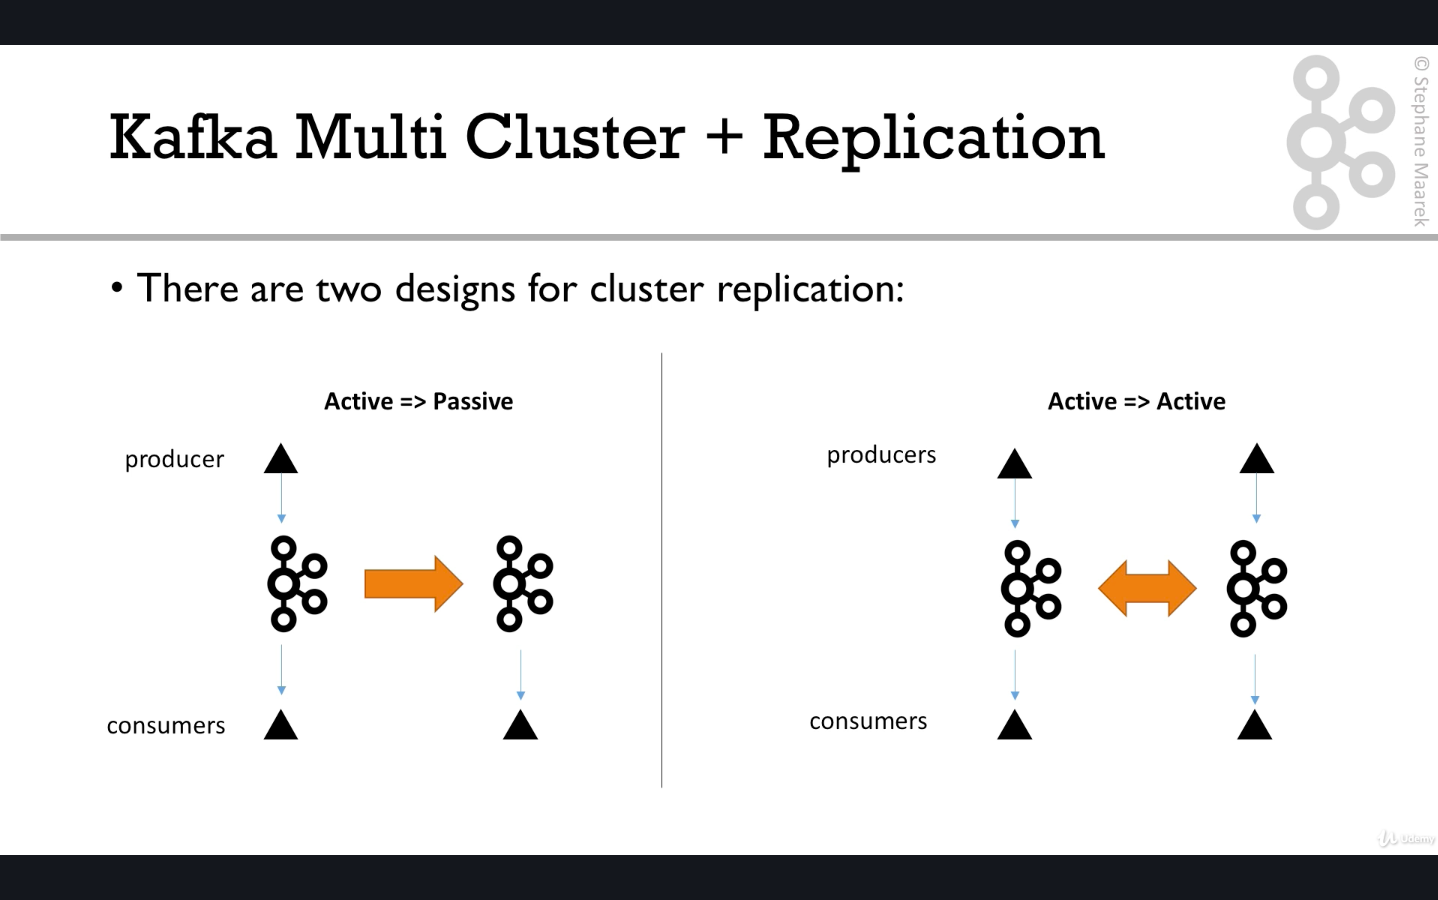 Kafka Multi Cluster + Replication
© Stephane Maarek
• There are two designs for cluster replication:
Active => Passive
producer
consumers
Active => Active
producers
consumers
Udemy